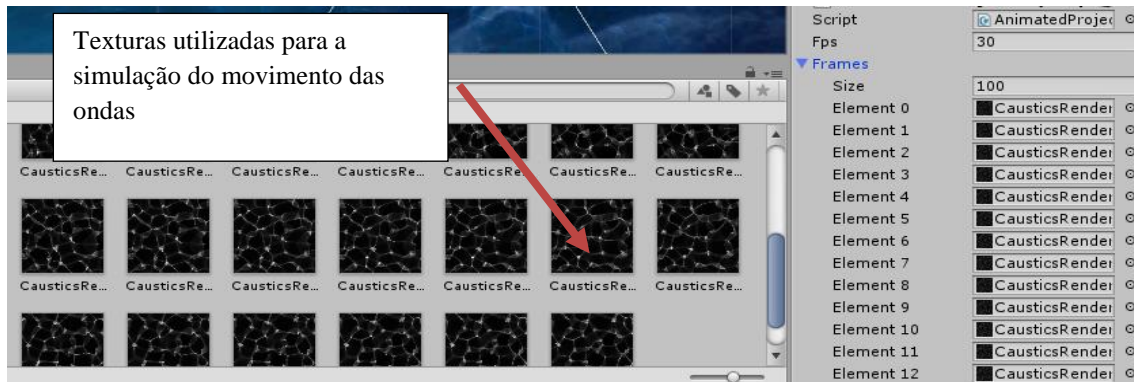 Texturas utilizadas para a
simulação do movimento das
ondas
CausticsRe... CausticsRe... CausticsRe... CausticsRe... CausticsRe... CausticsRe... CausticsRe...
CausticsRe... CausticsRe... CausticsRe... CausticsRe... CausticsRe... CausticsRe... CausticsRe...
Script AnimatedProjec
Fps 30
Frames
Size 100
Element 0 CausticsRender
Element 1 CausticsRender
Element 2 CausticsRender
Element 3 CausticsRender
Element 4 CausticsRender
Element 5 CausticsRender
Element 6 CausticsRender
Element 7 CausticsRender
Element 8 CausticsRender
Element 9 CausticsRender
Element 10 CausticsRender
Element 11 CausticsRender
Element 12 CausticsRender